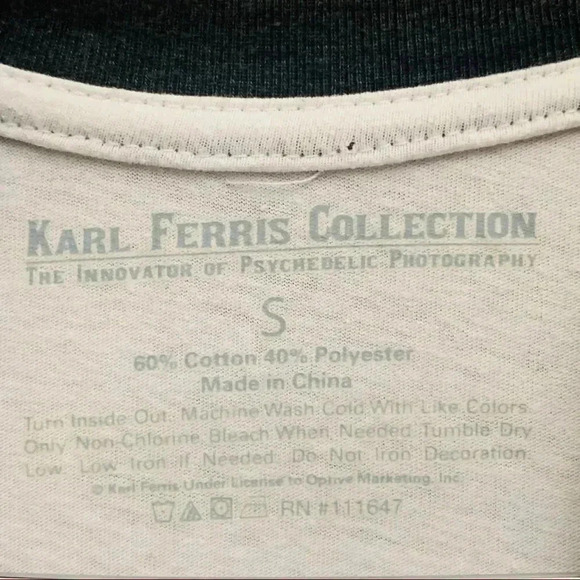 KARL FERRIS COLLECTION
THE INNOVATOR OF PSYCHEDELIC PHOTOGRAPHY
S
60% Cotton 40% Polyester
Made in China
Turn Inside Out. Machine Wash Cold With Like Colors.
Only Non-Chlorine Bleach When Needed. Tumble Dry
Low. Low Iron If Needed. Do Not Iron Decoration.
© Karl Ferris Under License to Optive Marketing, Inc.
RN #111647